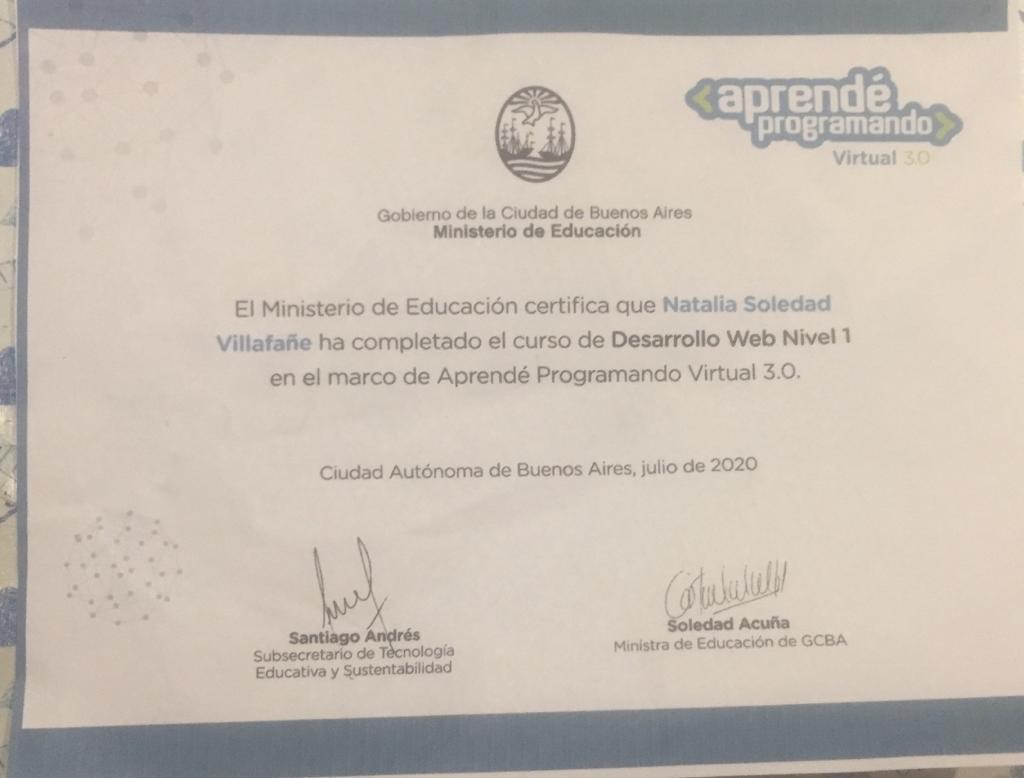 <aprendé
programando>
Virtual 3.0
Gobierno de la Ciudad de Buenos Aires
Ministerio de Educación
El Ministerio de Educación certifica que Natalia Soledad
Villafañe ha completado el curso de Desarrollo Web Nivel 1
en el marco de Aprendé Programando Virtual 3.0.
Ciudad Autónoma de Buenos Aires, julio de 2020
Santiago Andrés
Subsecretario de Tecnología
Educativa y Sustentabilidad
Soledad Acuña
Ministra de Educación de GCBA